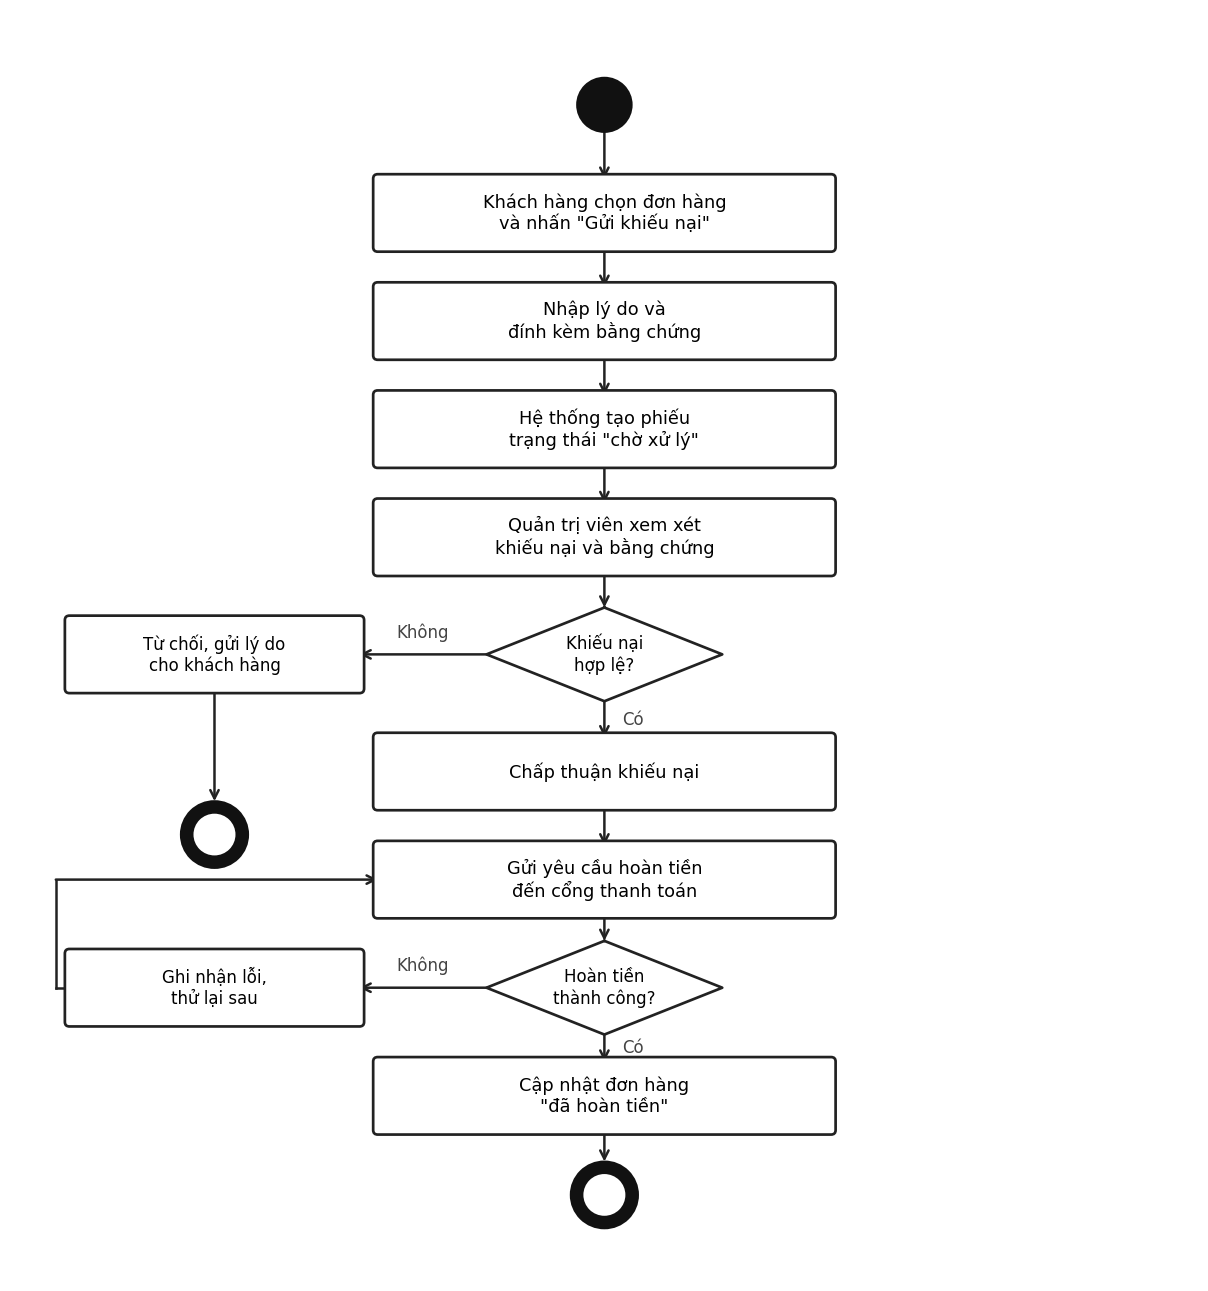 Khách hàng chọn đơn hàng
và nhấn "Gửi khiếu nại"
Nhập lý do và
đính kèm bằng chứng
Hệ thống tạo phiếu
trạng thái "chờ xử lý"
Quản trị viên xem xét
khiếu nại và bằng chứng
Khiếu nại
hợp lệ?
Không
Từ chối, gửi lý do
cho khách hàng
Có
Chấp thuận khiếu nại
Gửi yêu cầu hoàn tiền
đến cổng thanh toán
Hoàn tiền
thành công?
Không
Ghi nhận lỗi,
thử lại sau
Có
Cập nhật đơn hàng
"đã hoàn tiền"